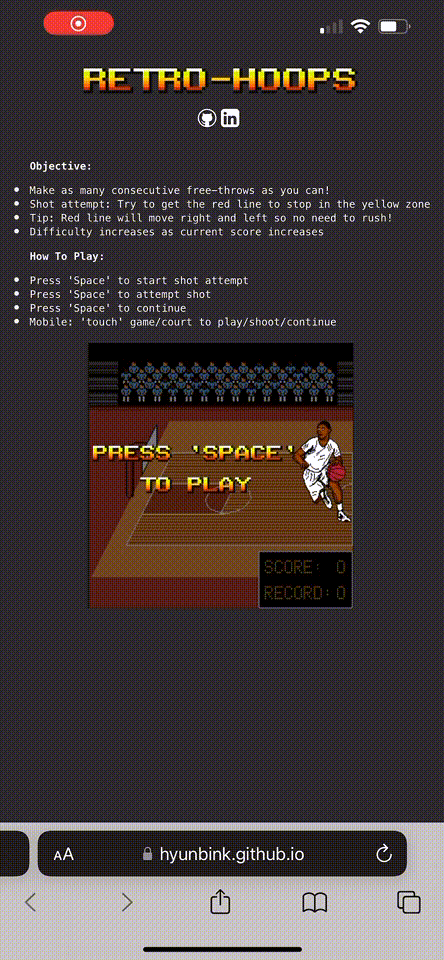 RETRO-HOOPS
in
Objective:
Make as many consecutive free-throws as you can!
Shot attempt: Try to get the red line to stop in the yellow zone
Tip: Red line will move right and left so no need to rush!
Difficulty increases as current score increases
How To Play:
Press 'Space' to start shot attempt
Press 'Space' to attempt shot
Press 'Space' to continue
Mobile: 'touch' game/court to play/shoot/continue
PRESS 'SPACE'
TO PLAY
SCORE: 0
RECORD: 0
AA hyunbink.github.io